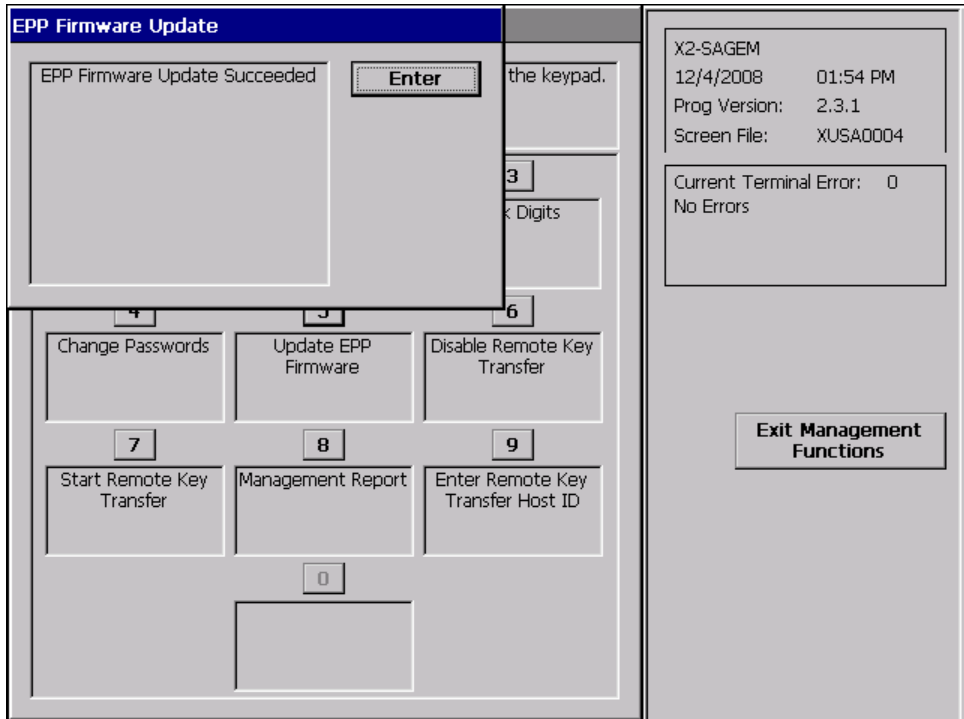 EPP Firmware Update
EPP Firmware Update Succeeded
Enter
the keypad.
3
Digits
4
5
6
Change Passwords
Update EPP
Firmware
Disable Remote Key
Transfer
7
8
9
Start Remote Key
Transfer
Management Report
Enter Remote Key
Transfer Host ID
0
X2-SAGEM
12/4/2008 01:54 PM
Prog Version: 2.3.1
Screen File: XUSA0004
Current Terminal Error: 0
No Errors
Exit Management
Functions